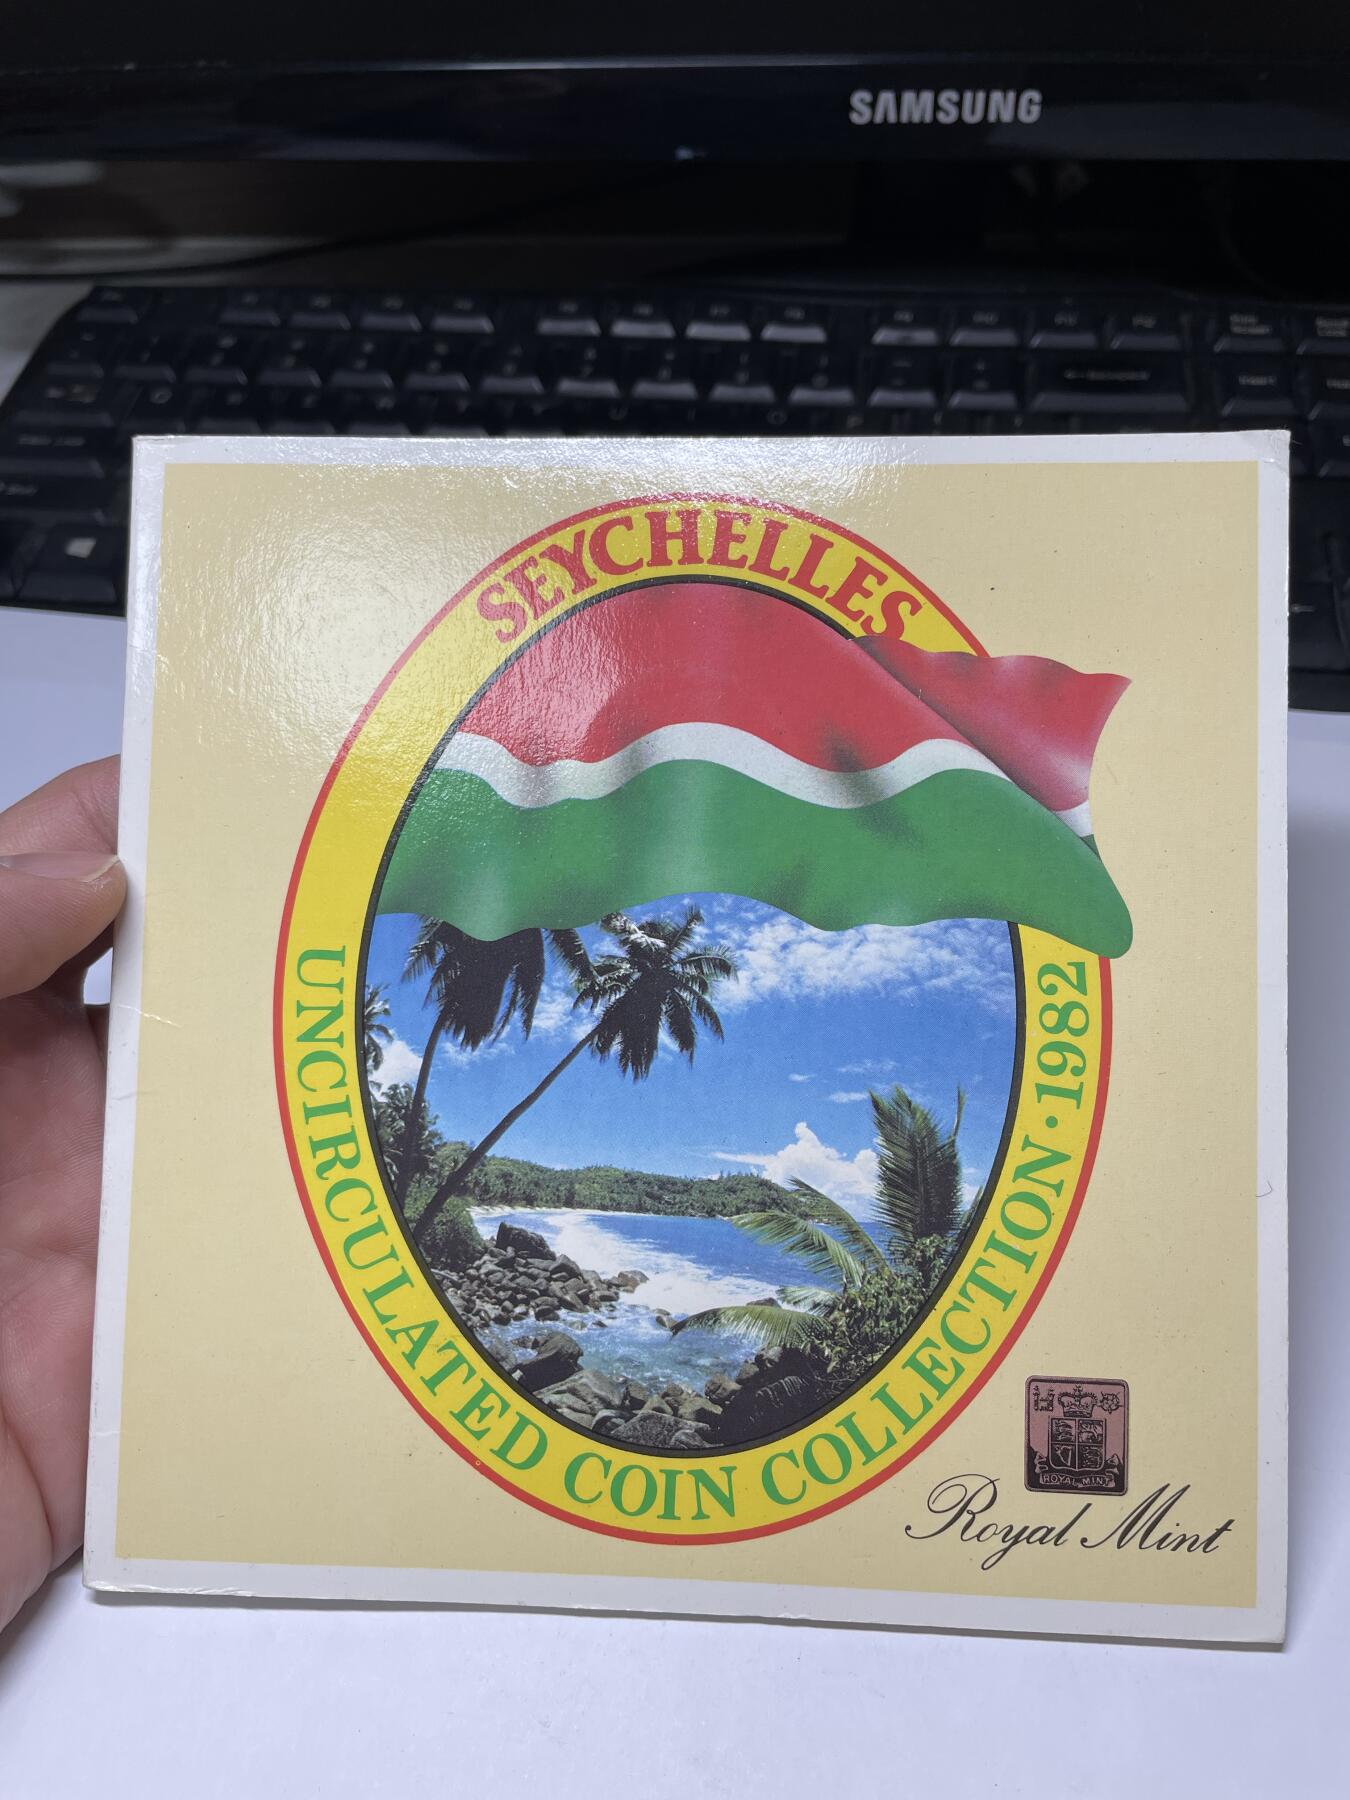 SAMSUNG
SEYCHELLES
UNCIRCULATED COIN COLLECTION · 1982
ROYAL MINT
Royal Mint